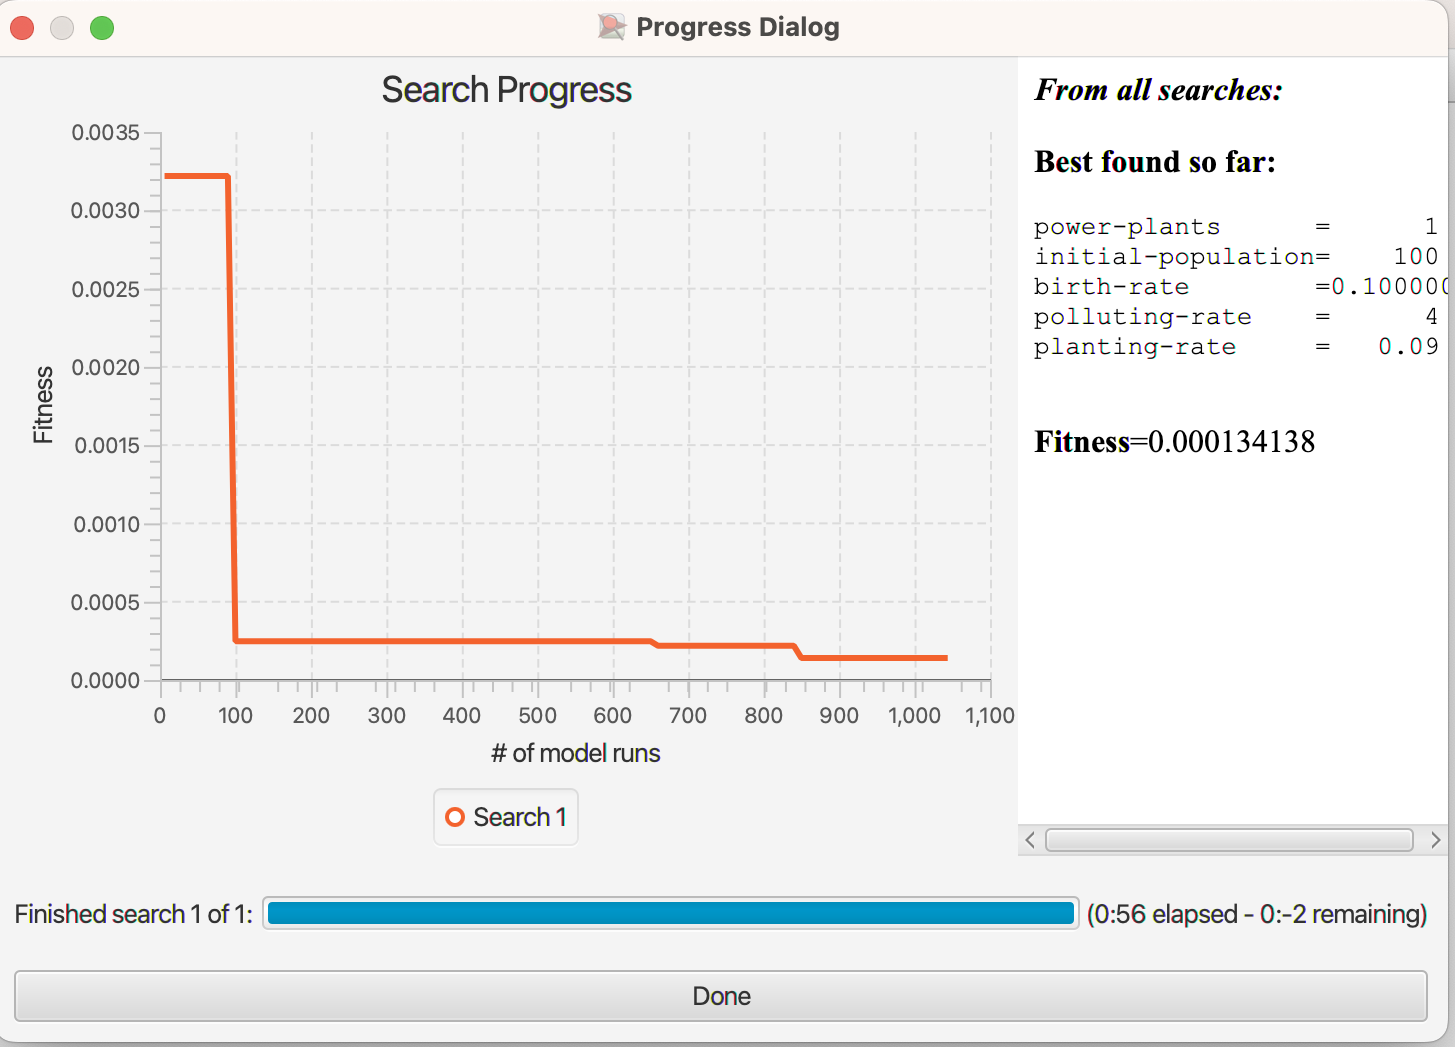 Progress Dialog
Search Progress
Fitness
0.0035
0.0030
0.0025
0.0020
0.0015
0.0010
0.0005
0.0000
0 100 200 300 400 500 600 700 800 900 1,000 1,100
# of model runs
Search 1
From all searches:
Best found so far:
power-plants = 1
initial-population= 100
birth-rate =0.100000
polluting-rate = 4
planting-rate = 0.09
Fitness=0.000134138
Finished search 1 of 1: (0:56 elapsed - 0:-2 remaining)
Done